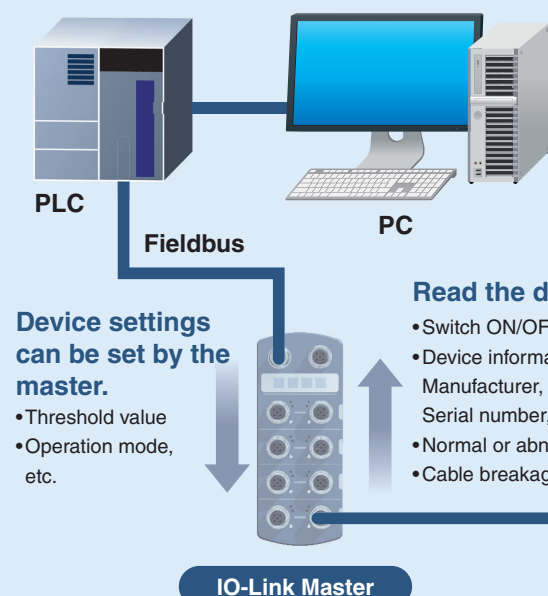 PLC
PC
Fieldbus
Device settings
can be set by the
master.
•Threshold value
•Operation mode,
etc.
Read the d
•Switch ON/OF
•Device informa
Manufacturer,
Serial number,
•Normal or abn
•Cable breakag
IO-Link Master